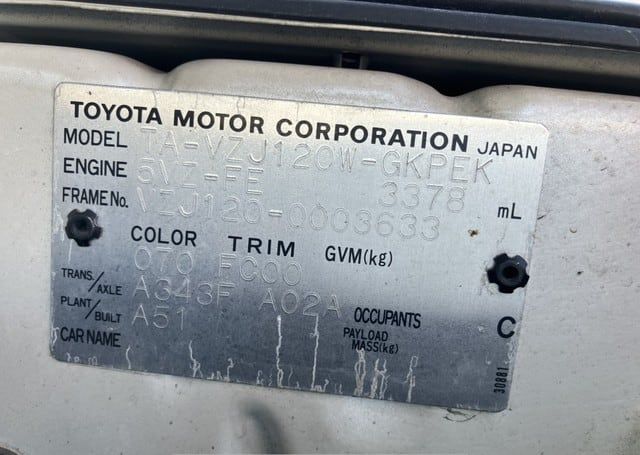 TOYOTA MOTOR CORPORATION JAPAN
MODEL TA-VZJ120W-GKPEK
ENGINE 5VZ-FE 3378 mL
FRAME No. VZJ120-0003633
COLOR TRIM GVM(kg)
070 FC00
TRANS/AXLE A343F A02A
PLANT/BUILT A51 OCCUPANTS C
PAYLOAD MASS(kg)
CAR NAME
30881